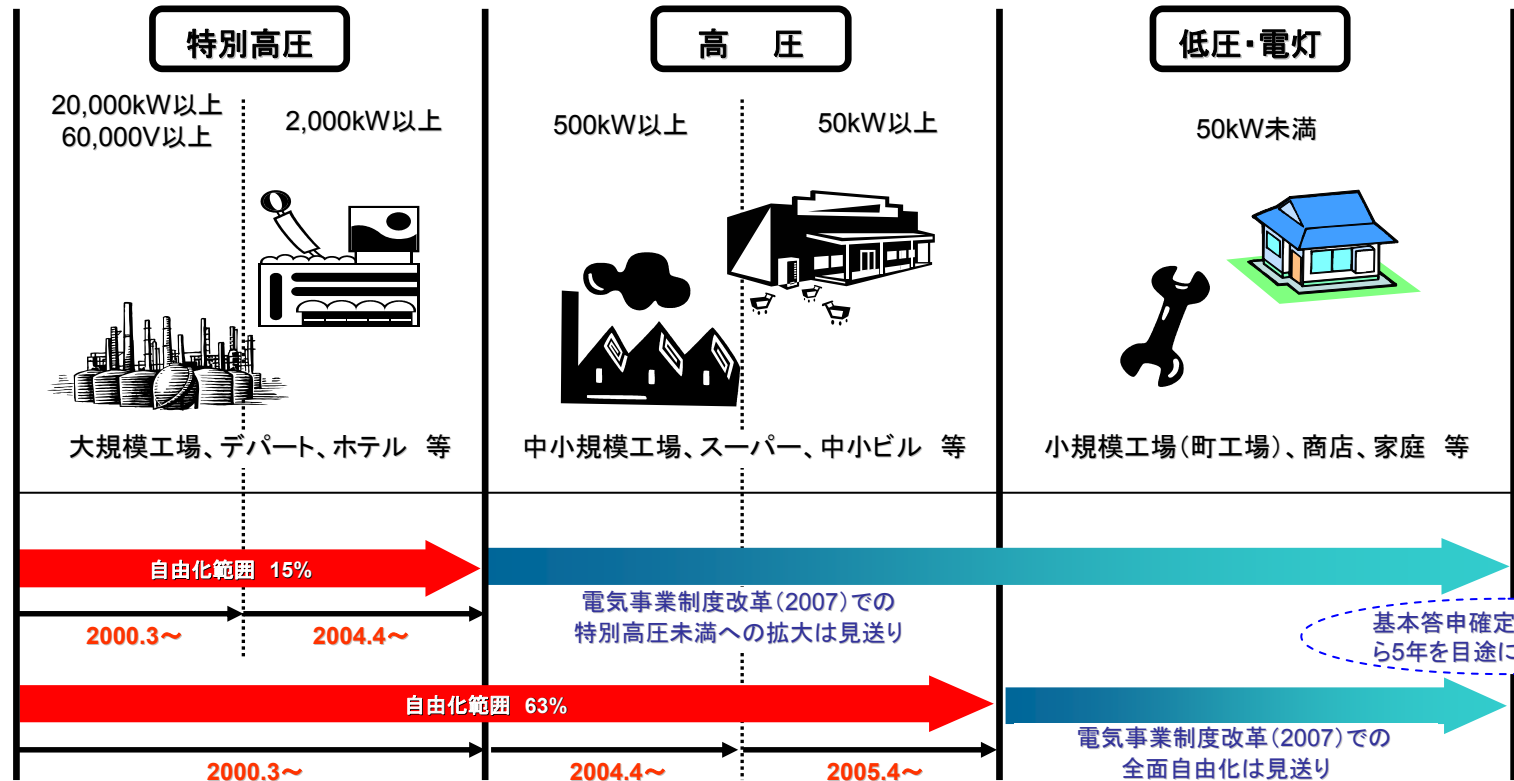 特別高圧
高　圧
低圧・電灯
20,000kW以上
60,000V以上
2,000kW以上
500kW以上
50kW以上
50kW未満
大規模工場、デパート、ホテル　等
中小規模工場、スーパー、中小ビル　等
小規模工場（町工場）、商店、家庭　等
自由化範囲 15%
2000.3～
2004.4～
電気事業制度改革（2007）での
特別高圧未満への拡大は見送り
基本答申確定
ら5年を目途に
自由化範囲 63%
2000.3～
2004.4～
2005.4～
電気事業制度改革（2007）での
全面自由化は見送り